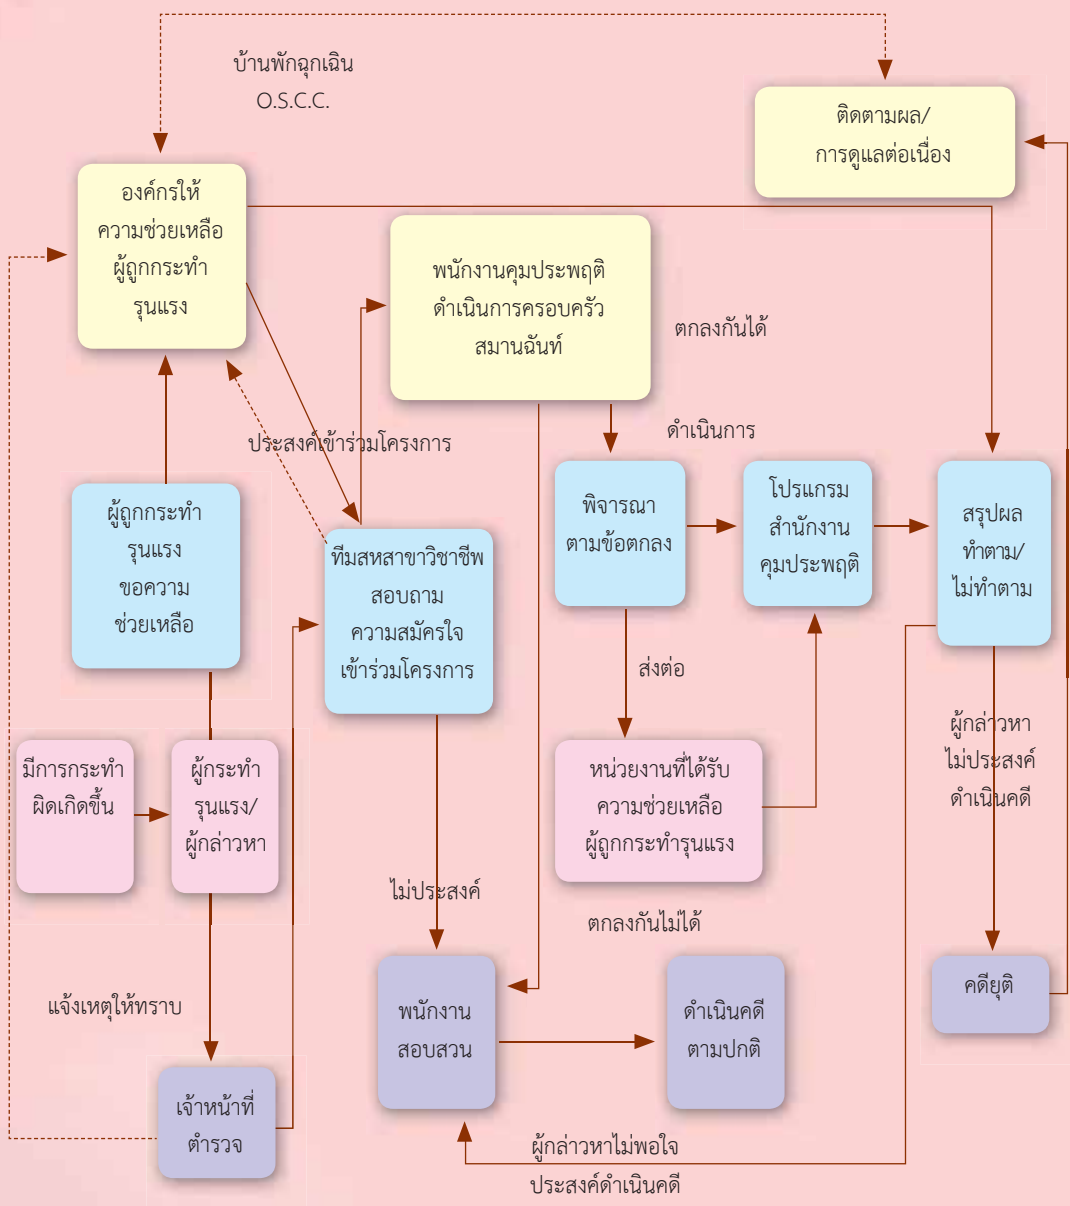 บ้านพักฉุกเฉิน
O.S.C.C.
ติดตามผล/
การดูแลต่อเนื่อง
องค์กรให้
ความช่วยเหลือ
ผู้ถูกกระทำ
รุนแรง
พนักงานคุมประพฤติ
ดำเนินการครอบครัว
สมานฉันท์
ตกลงกันได้
ประสงค์เข้าร่วมโครงการ
ดำเนินการ
ผู้ถูกกระทำ
รุนแรง
ขอความ
ช่วยเหลือ
ทีมสหสาขาวิชาชีพ
สอบถาม
ความสมัครใจ
เข้าร่วมโครงการ
พิจารณา
ตามข้อตกลง
โปรแกรม
สำนักงาน
คุมประพฤติ
สรุปผล
ทำตาม/
ไม่ทำตาม
ส่งต่อ
มีการกระทำ
ผิดเกิดขึ้น
ผู้กระทำ
รุนแรง/
ผู้กล่าวหา
หน่วยงานที่ได้รับ
ความช่วยเหลือ
ผู้ถูกกระทำรุนแรง
ผู้กล่าวหา
ไม่ประสงค์
ดำเนินคดี
ไม่ประสงค์
ตกลงกันไม่ได้
แจ้งเหตุให้ทราบ
พนักงาน
สอบสวน
ดำเนินคดี
ตามปกติ
คดียุติ
เจ้าหน้าที่
ตำรวจ
ผู้กล่าวหาไม่พอใจ
ประสงค์ดำเนินคดี